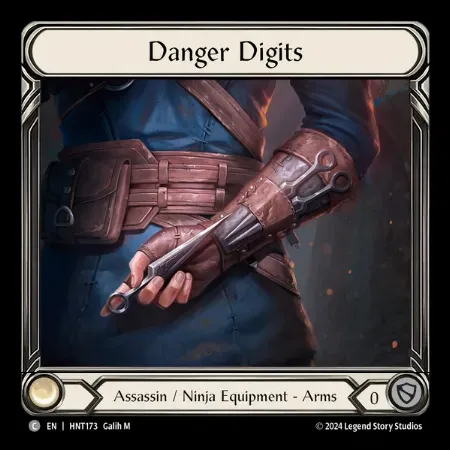 Danger Digits
Assassin / Ninja Equipment - Arms 0
C EN | HNT173 Galih M © 2024 Legend Story Studios